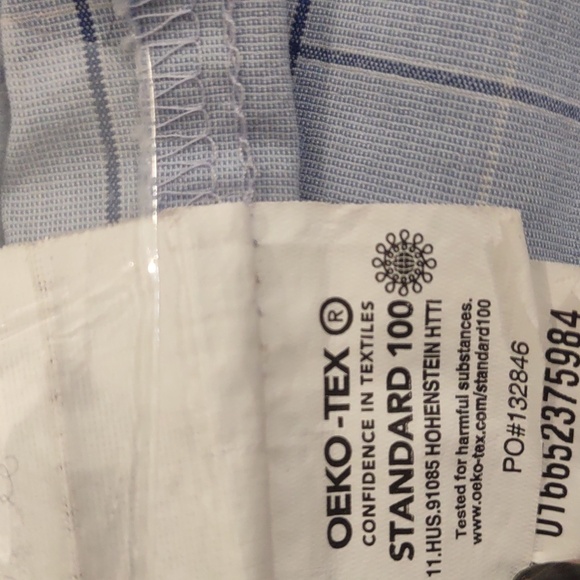 OEKO-TEX ®
CONFIDENCE IN TEXTILES
STANDARD 100
11.HUS.91085 HOHENSTEIN HTTI
Tested for harmful substances.
www.oeko-tex.com/standard100
PO#132846
016652375984